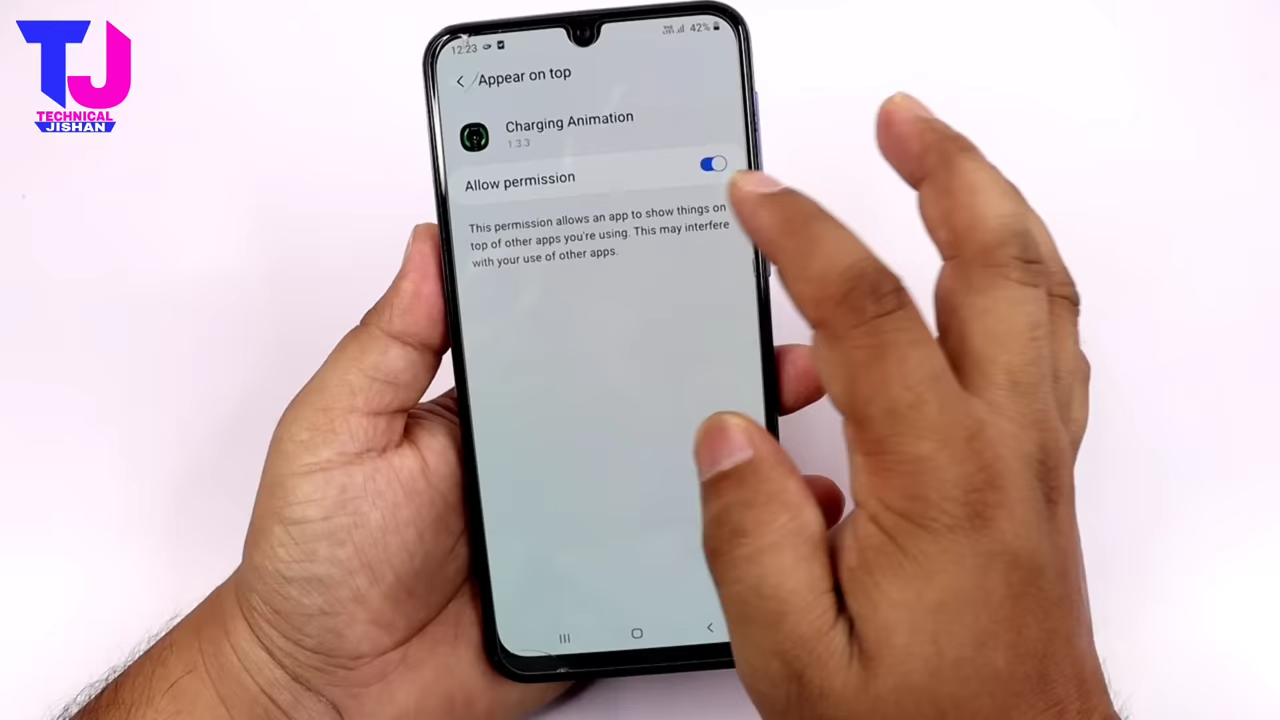 TJ
TECHNICAL
JISHAN
12:23
42%
Appear on top
Charging Animation
1.3.3
Allow permission
This permission allows an app to show things on
top of other apps you're using. This may interfere
with your use of other apps.